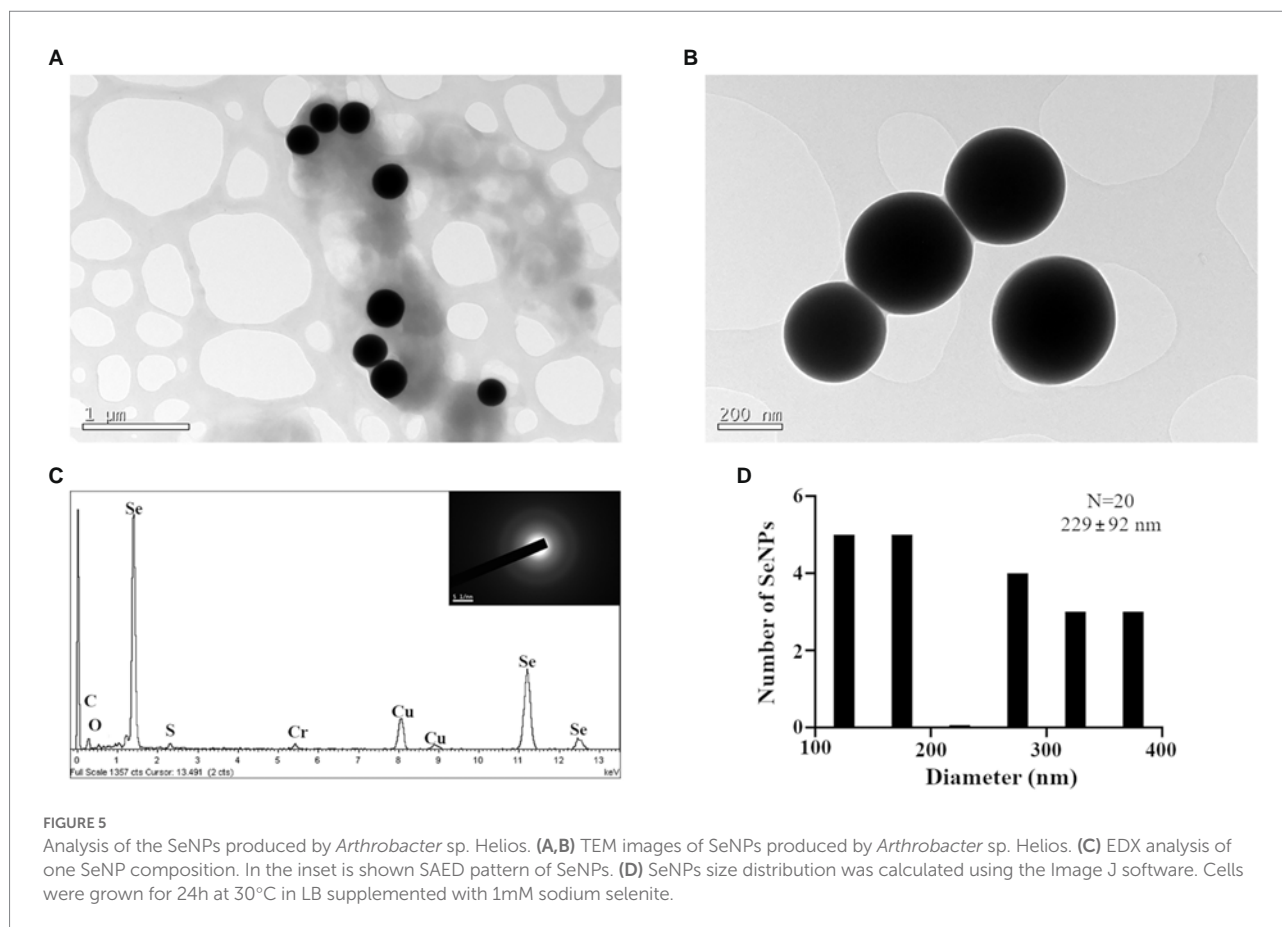 A
B
1 µm
200 nm
C
D
Se
C
O
S
Cr
Cu
Cu
Se
Se
5 1/nm
0 1 2 3 4 5 6 7 8 9 10 11 12 13
Full Scale 1357 cts Cursor: 13.491 (2 cts)
keV
N=20
229 ± 92 nm
Number of SeNPs
6
4
2
0
100 200 300 400
Diameter (nm)
FIGURE 5
Analysis of the SeNPs produced by Arthrobacter sp. Helios. (A,B) TEM images of SeNPs produced by Arthrobacter sp. Helios. (C) EDX analysis of
one SeNP composition. In the inset is shown SAED pattern of SeNPs. (D) SeNPs size distribution was calculated using the Image J software. Cells
were grown for 24h at 30°C in LB supplemented with 1mM sodium selenite.